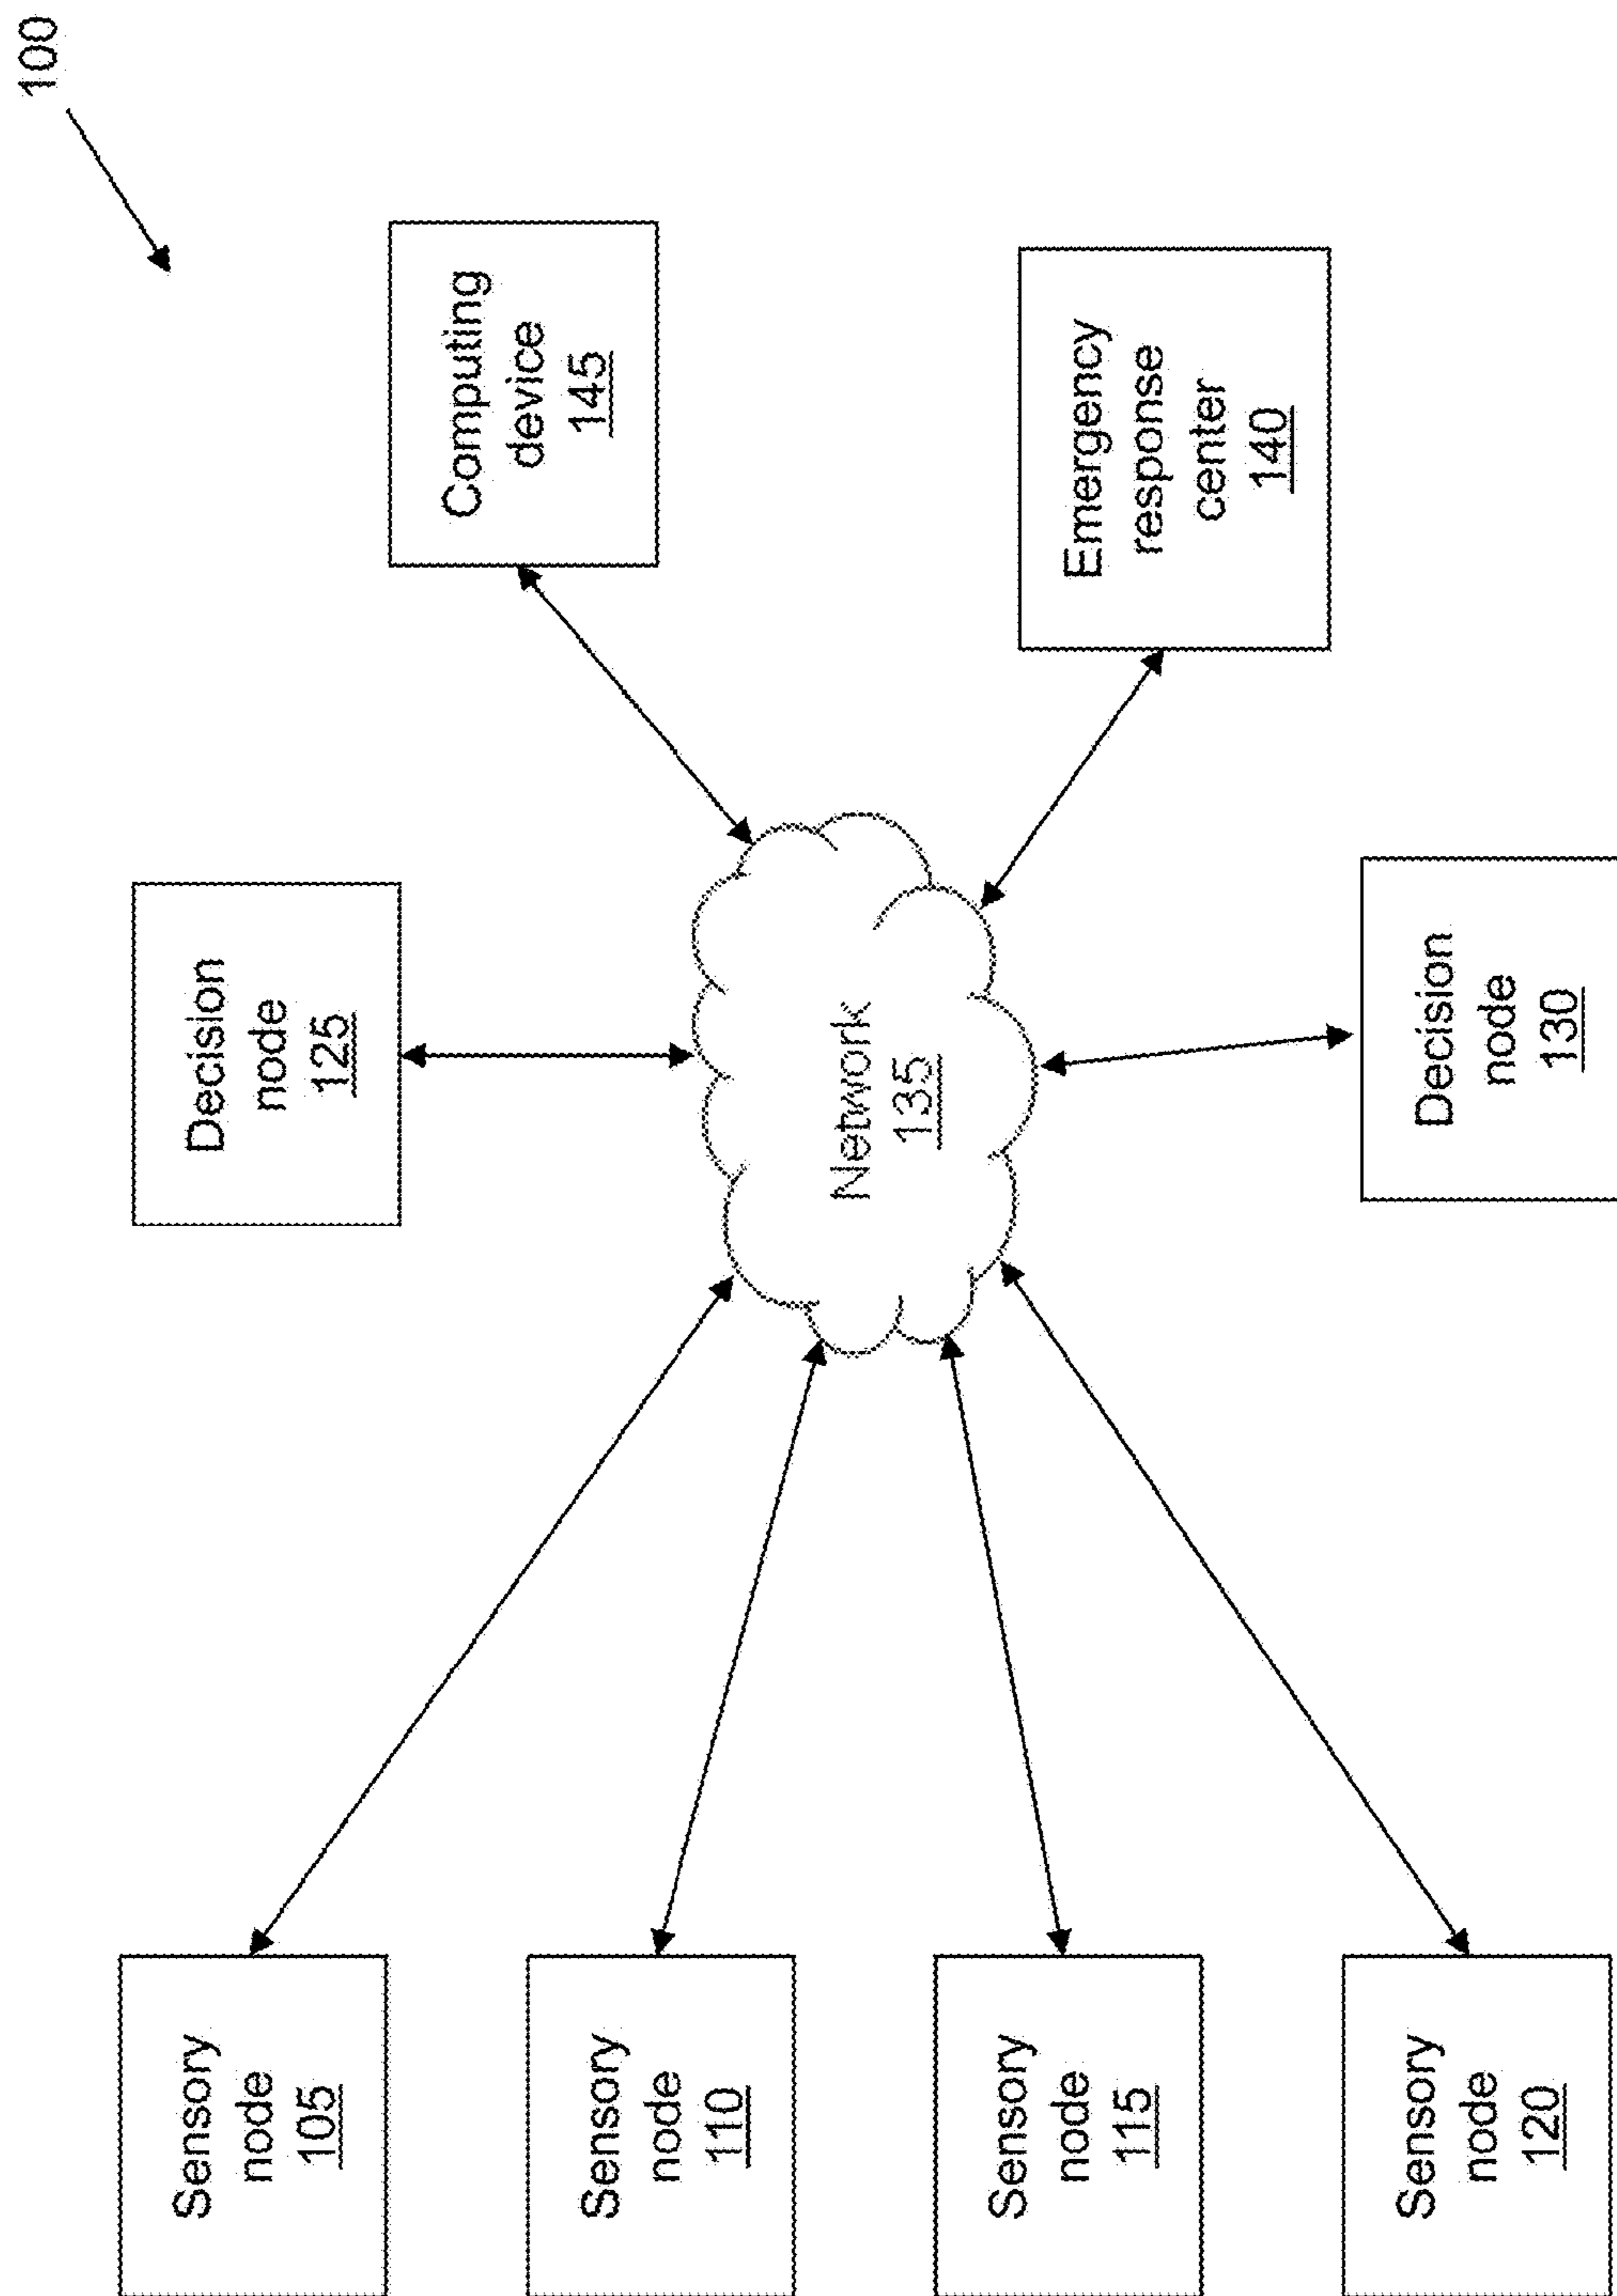 100
Decision
node
125
Computing
device
145
Sensory
node
105
Sensory
node
110
Network
135
Sensory
node
115
Emergency
response
center
140
Sensory
node
120
Decision
node
130